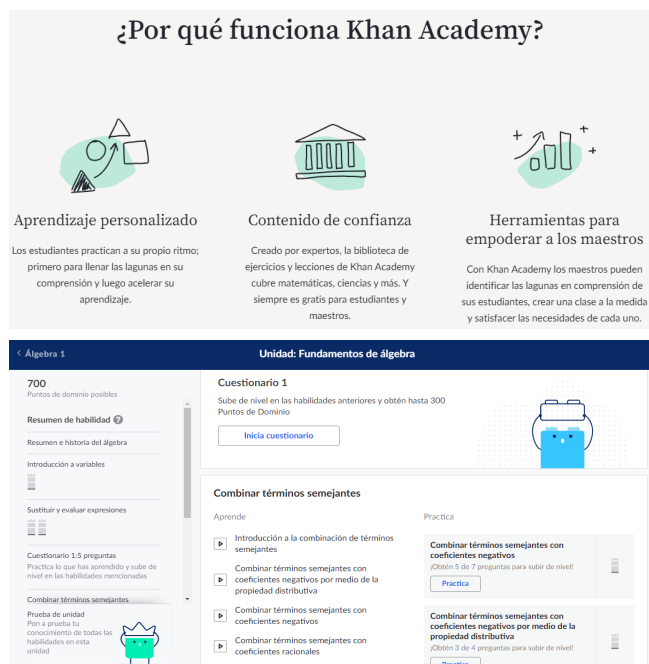 ¿Por qué funciona Khan Academy?
Aprendizaje personalizado
Los estudiantes practican a su propio ritmo;
primero para llenar las lagunas en su
comprensión y luego acelerar su
aprendizaje.
Contenido de confianza
Creado por expertos, la biblioteca de
ejercicios y lecciones de Khan Academy
cubre matemáticas, ciencias y más. Y
siempre es gratis para estudiantes y
maestros.
Herramientas para
empoderar a los maestros
Con Khan Academy los maestros pueden
identificar las lagunas en comprensión de
sus estudiantes, crear una clase a la medida
y satisfacer las necesidades de cada uno.
‹ Álgebra 1
Unidad: Fundamentos de álgebra
700
Puntos de dominio posibles
Resumen de habilidad ?
Resumen e historia del álgebra
Introducción a variables
Sustituir y evaluar expresiones
Cuestionario 1:5 preguntas
Practica lo que has aprendido y sube de
nivel en las habilidades mencionadas
Combinar términos semejantes
Prueba de unidad
Pon a prueba tu
conocimiento de todas las
habilidades en esta
unidad
Cuestionario 1
Sube de nivel en las habilidades anteriores y obtén hasta 300
Puntos de Dominio
Inicia cuestionario
Combinar términos semejantes
Aprende
Introducción a la combinación de términos
semejantes
Combinar términos semejantes con
coeficientes negativos por medio de la
propiedad distributiva
Combinar términos semejantes con
coeficientes negativos
Combinar términos semejantes con
coeficientes racionales
Practica
Combinar términos semejantes con
coeficientes negativos
¡Obtén 5 de 7 preguntas para subir de nivel!
Practica
Combinar términos semejantes con
coeficientes negativos por medio de la
propiedad distributiva
¡Obtén 3 de 4 preguntas para subir de nivel!
Practica